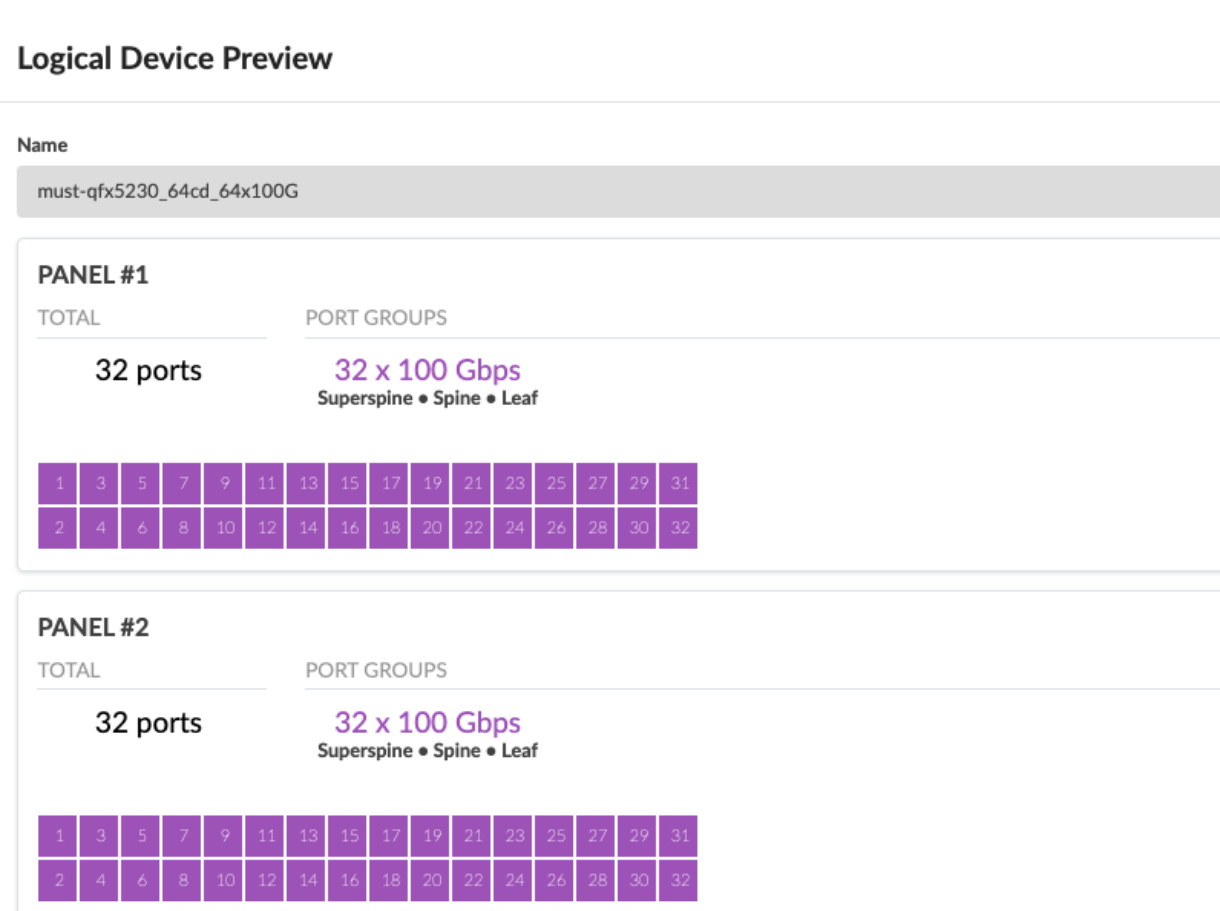 Logical Device Preview
Name
must-qfx5230_64cd_64x100G
PANEL #1
TOTAL PORT GROUPS
32 ports 32 x 100 Gbps
Superspine • Spine • Leaf
1 3 5 7 9 11 13 15 17 19 21 23 25 27 29 31
2 4 6 8 10 12 14 16 18 20 22 24 26 28 30 32
PANEL #2
TOTAL PORT GROUPS
32 ports 32 x 100 Gbps
Superspine • Spine • Leaf
1 3 5 7 9 11 13 15 17 19 21 23 25 27 29 31
2 4 6 8 10 12 14 16 18 20 22 24 26 28 30 32